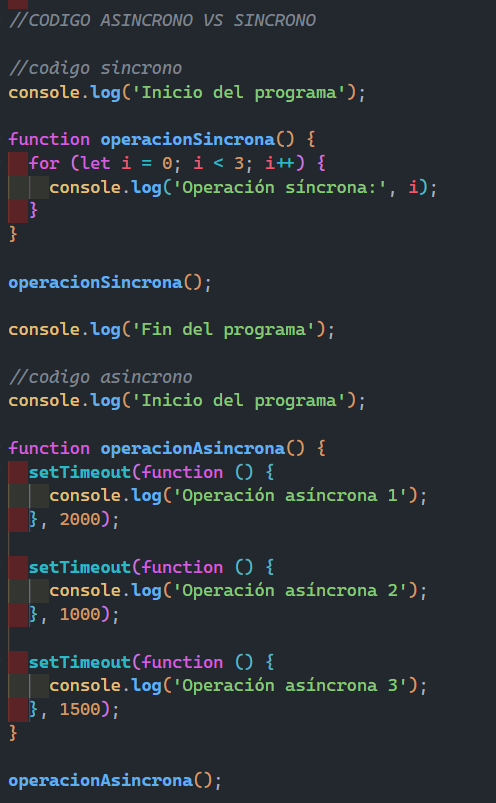 //CODIGO ASINCRONO VS SINCRONO
//codigo sincrono
console.log('Inicio del programa');
function operacionSincrona() {
for (let i = 0; i < 3; i++) {
console.log('Operación síncrona:', i);
}
}
operacionSincrona();
console.log('Fin del programa');
//codigo asincrono
console.log('Inicio del programa');
function operacionAsincrona() {
setTimeout(function () {
console.log('Operación asíncrona 1');
}, 2000);
setTimeout(function () {
console.log('Operación asíncrona 2');
}, 1000);
setTimeout(function () {
console.log('Operación asíncrona 3');
}, 1500);
}
operacionAsincrona();